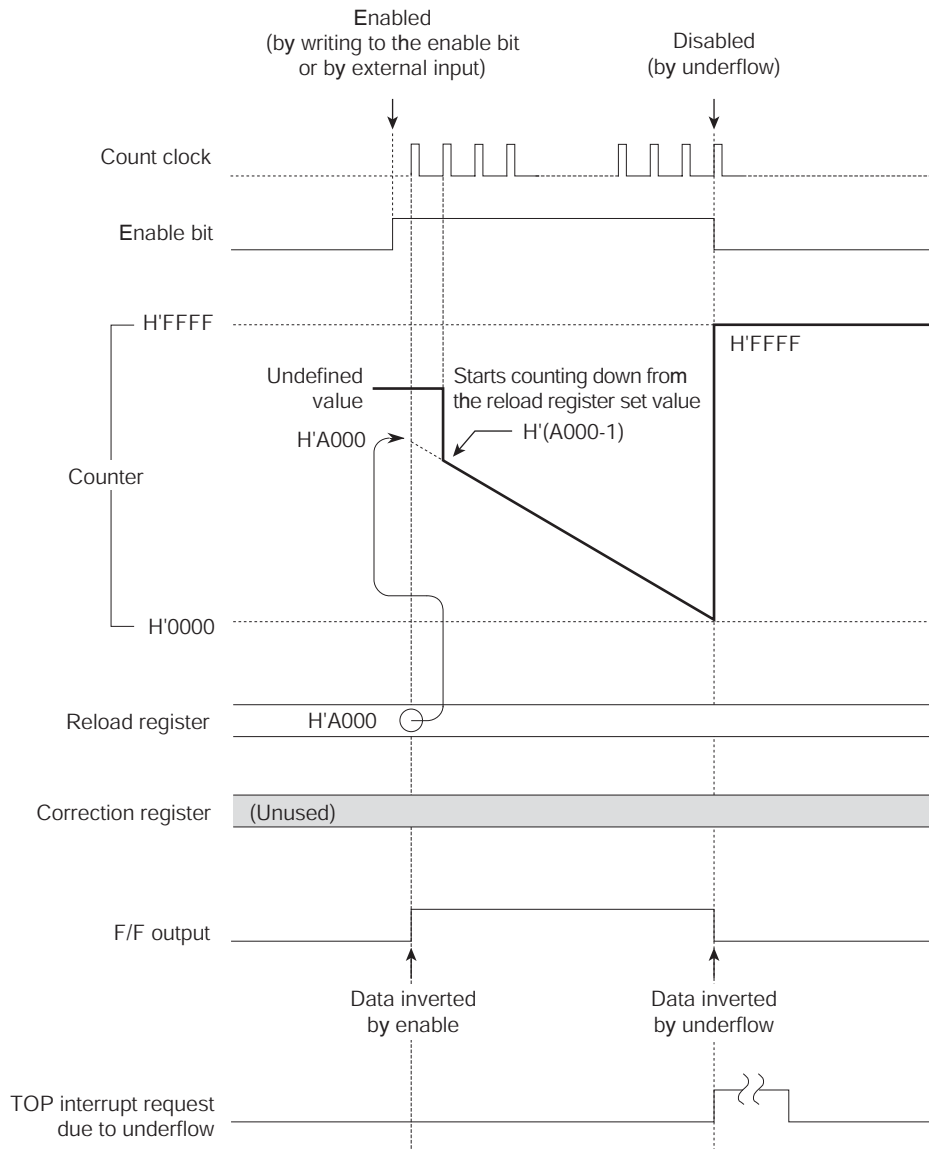 Enabled
(by writing to the enable bit
or by external input)
Disabled
(by underflow)
Count clock
Enable bit
H'FFFF
H'FFFF
Undefined
value
Starts counting down from
the reload register set value
H'A000
H'(A000-1)
Counter
H'0000
Reload register
H'A000
Correction register
(Unused)
F/F output
Data inverted
by enable
Data inverted
by underflow
TOP interrupt request
due to underflow